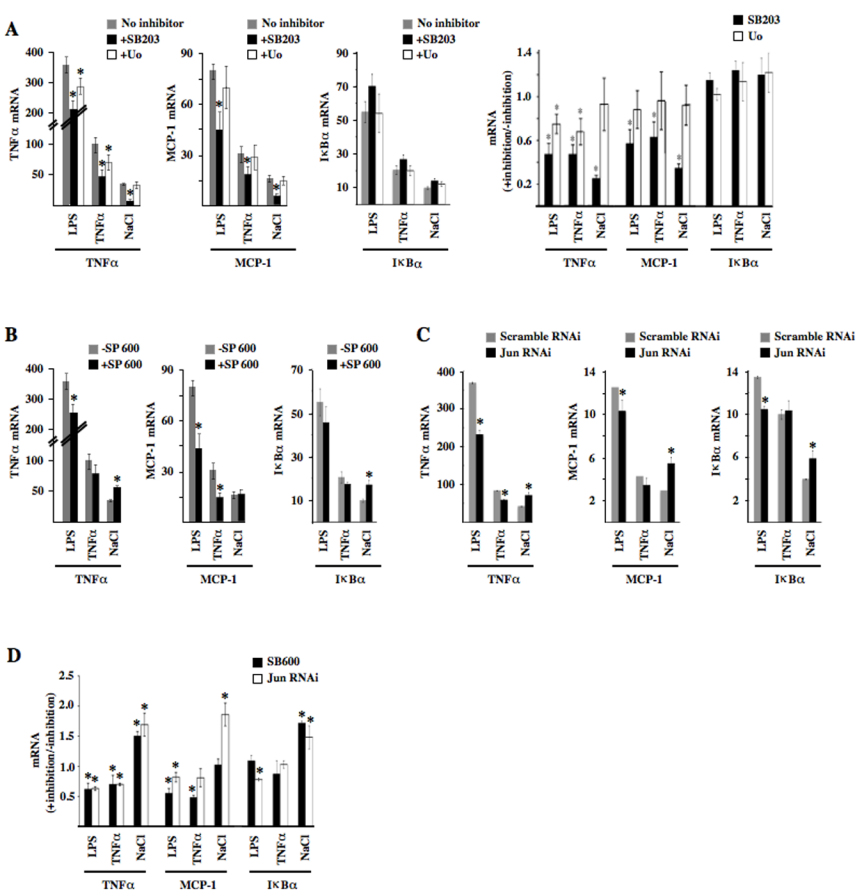 A
No inhibitor
+SB203
+Uo
TNFα mRNA
400
300
200
100
50
LPS
TNFα
NaCl
TNFα
No inhibitor
+SB203
+Uo
MCP-1 mRNA
90
60
30
LPS
TNFα
NaCl
MCP-1
No inhibitor
+SB203
+Uo
IκBα mRNA
90
70
50
30
10
LPS
TNFα
NaCl
IκBα
SB203
Uo
mRNA
(+inhibition/-inhibition)
1.4
1.0
0.6
0.2
LPS
TNFα
NaCl
LPS
TNFα
NaCl
LPS
TNFα
NaCl
TNFα
MCP-1
IκBα
B
-SP 600
+SP 600
TNFα mRNA
400
300
200
100
50
LPS
TNFα
NaCl
TNFα
-SP 600
+SP 600
MCP-1 mRNA
90
60
30
LPS
TNFα
NaCl
MCP-1
-SP 600
+SP 600
IκBα mRNA
70
50
30
10
LPS
TNFα
NaCl
IκBα
C
Scramble RNAi
Jun RNAi
TNFα mRNA
400
300
200
100
LPS
TNFα
NaCl
TNFα
Scramble RNAi
Jun RNAi
MCP-1 mRNA
14
10
6
2
LPS
TNFα
NaCl
MCP-1
Scramble RNAi
Jun RNAi
IκBα mRNA
14
10
6
2
LPS
TNFα
NaCl
IκBα
D
SB600
Jun RNAi
mRNA
(+inhibition/-inhibition)
2.5
2.0
1.5
1.0
0.5
LPS
TNFα
NaCl
LPS
TNFα
NaCl
LPS
TNFα
NaCl
TNFα
MCP-1
IκBα